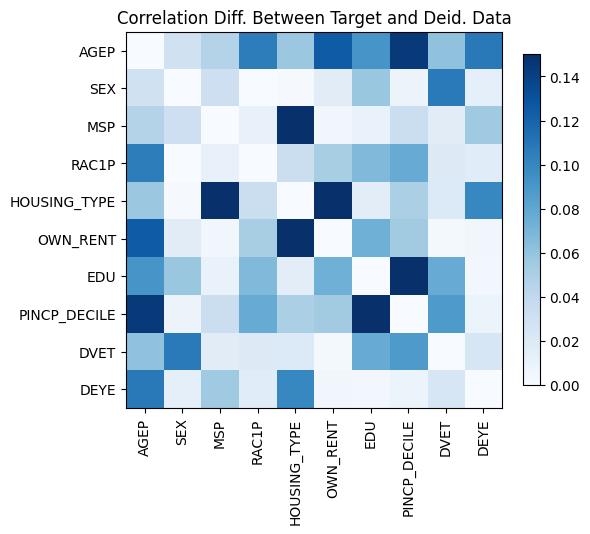 Correlation Diff. Between Target and Deid. Data
AGEP
SEX
MSP
RAC1P
HOUSING_TYPE
OWN_RENT
EDU
PINCP_DECILE
DVET
DEYE
AGEP
SEX
MSP
RAC1P
HOUSING_TYPE
OWN_RENT
EDU
PINCP_DECILE
DVET
DEYE
0.14
0.12
0.10
0.08
0.06
0.04
0.02
0.00